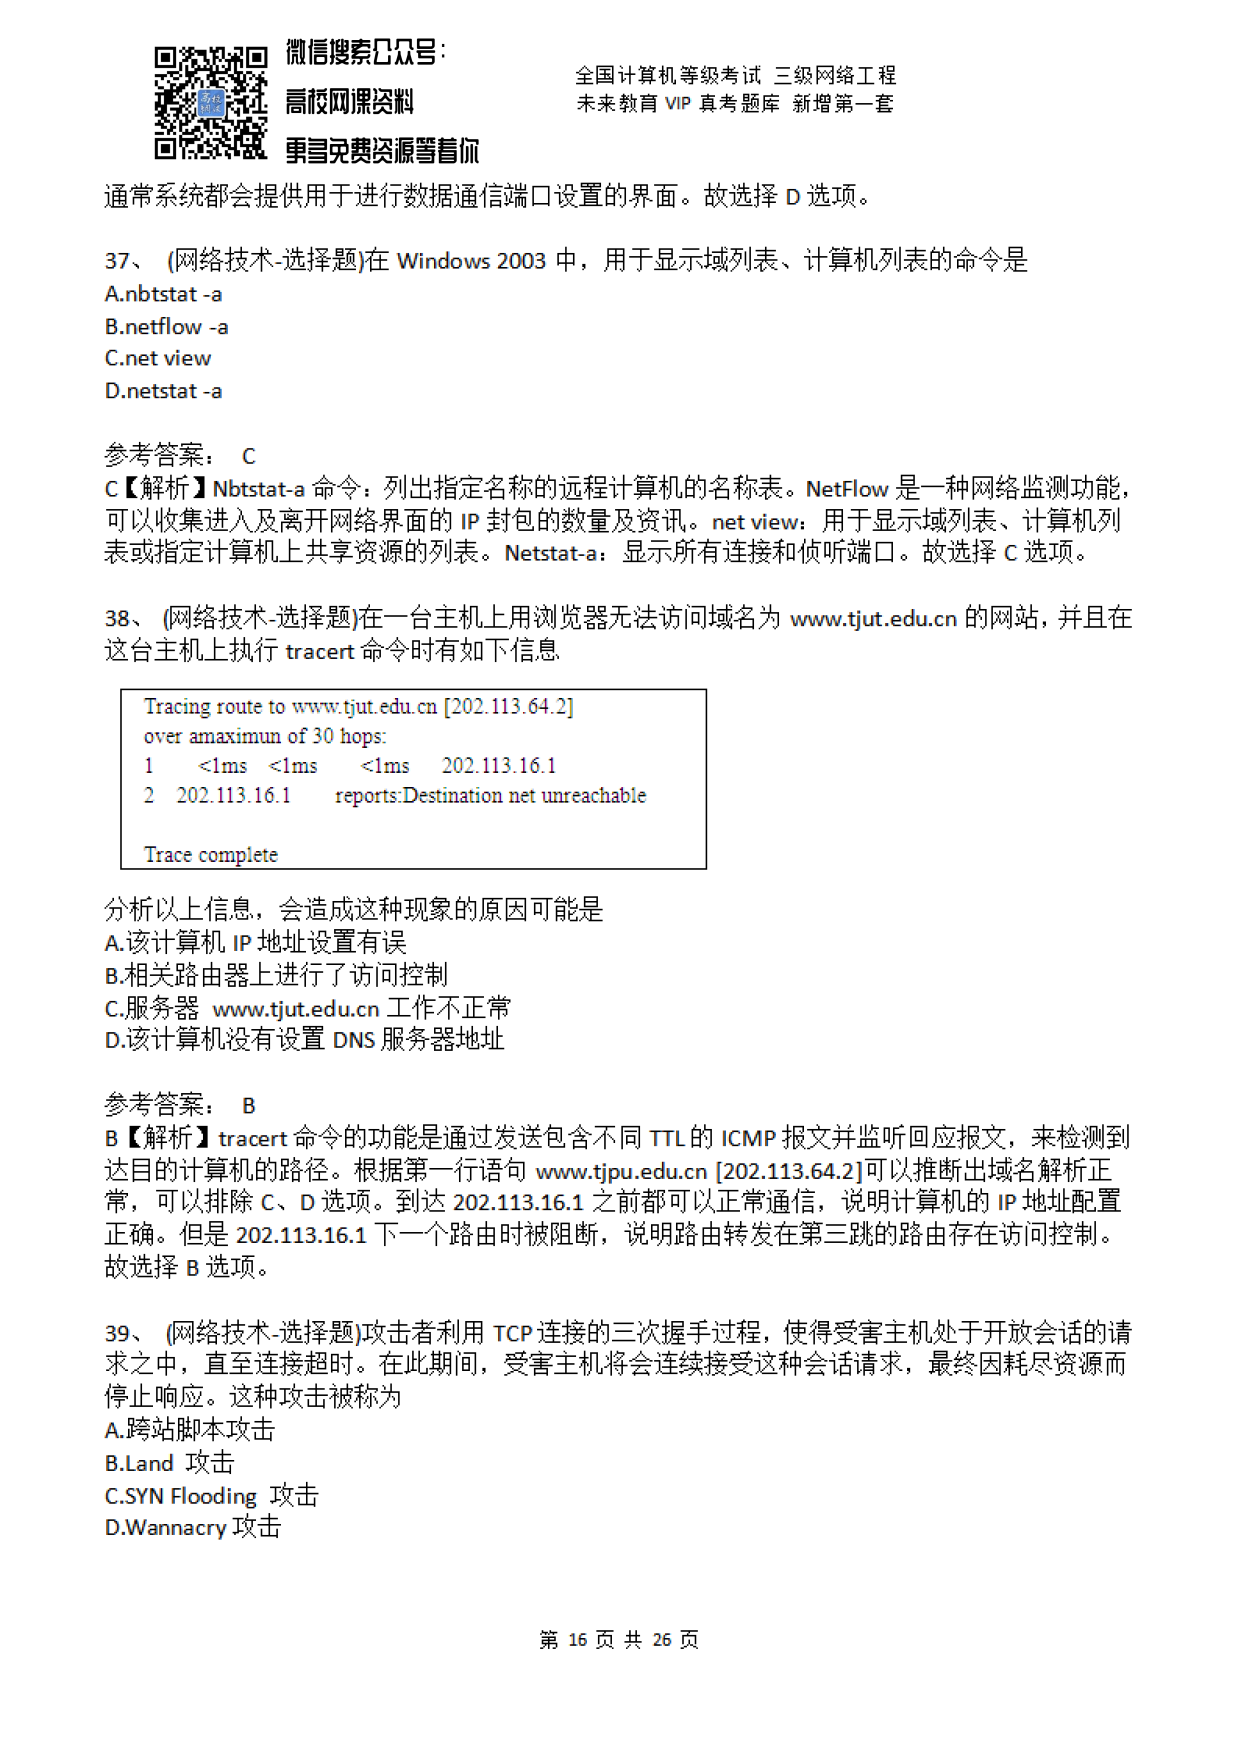 微信搜索公众号：
高校网课资料
更多免费资源等着你
全国计算机等级考试 三级网络工程
未来教育 VIP 真考题库 新增第一套
通常系统都会提供用于进行数据通信端口设置的界面。故选择 D 选项。
37、 (网络技术-选择题)在 Windows 2003 中，用于显示域列表、计算机列表的命令是
A.nbtstat -a
B.netflow -a
C.net view
D.netstat -a
参考答案： C
C【解析】Nbtstat-a 命令：列出指定名称的远程计算机的名称表。NetFlow 是一种网络监测功能，
可以收集进入及离开网络界面的 IP 封包的数量及资讯。net view：用于显示域列表、计算机列
表或指定计算机上共享资源的列表。Netstat-a：显示所有连接和侦听端口。故选择 C 选项。
38、 (网络技术-选择题)在一台主机上用浏览器无法访问域名为 www.tjut.edu.cn 的网站，并且在
这台主机上执行 tracert 命令时有如下信息
Tracing route to www.tjut.edu.cn [202.113.64.2]
over amaximun of 30 hops:
1 <1ms <1ms <1ms 202.113.16.1
2 202.113.16.1 reports:Destination net unreachable
Trace complete
分析以上信息，会造成这种现象的原因可能是
A.该计算机 IP 地址设置有误
B.相关路由器上进行了访问控制
C.服务器 www.tjut.edu.cn 工作不正常
D.该计算机没有设置 DNS 服务器地址
参考答案： B
B【解析】tracert 命令的功能是通过发送包含不同 TTL 的 ICMP 报文并监听回应报文，来检测到
达目的计算机的路径。根据第一行语句 www.tjpu.edu.cn [202.113.64.2]可以推断出域名解析正
常，可以排除 C、D 选项。到达 202.113.16.1 之前都可以正常通信，说明计算机的 IP 地址配置
正确。但是 202.113.16.1 下一个路由时被阻断，说明路由转发在第三跳的路由存在访问控制。
故选择 B 选项。
39、 (网络技术-选择题)攻击者利用 TCP 连接的三次握手过程，使得受害主机处于开放会话的请
求之中，直至连接超时。在此期间，受害主机将会连续接受这种会话请求，最终因耗尽资源而
停止响应。这种攻击被称为
A.跨站脚本攻击
B.Land 攻击
C.SYN Flooding 攻击
D.Wannacry 攻击
第 16 页 共 26 页